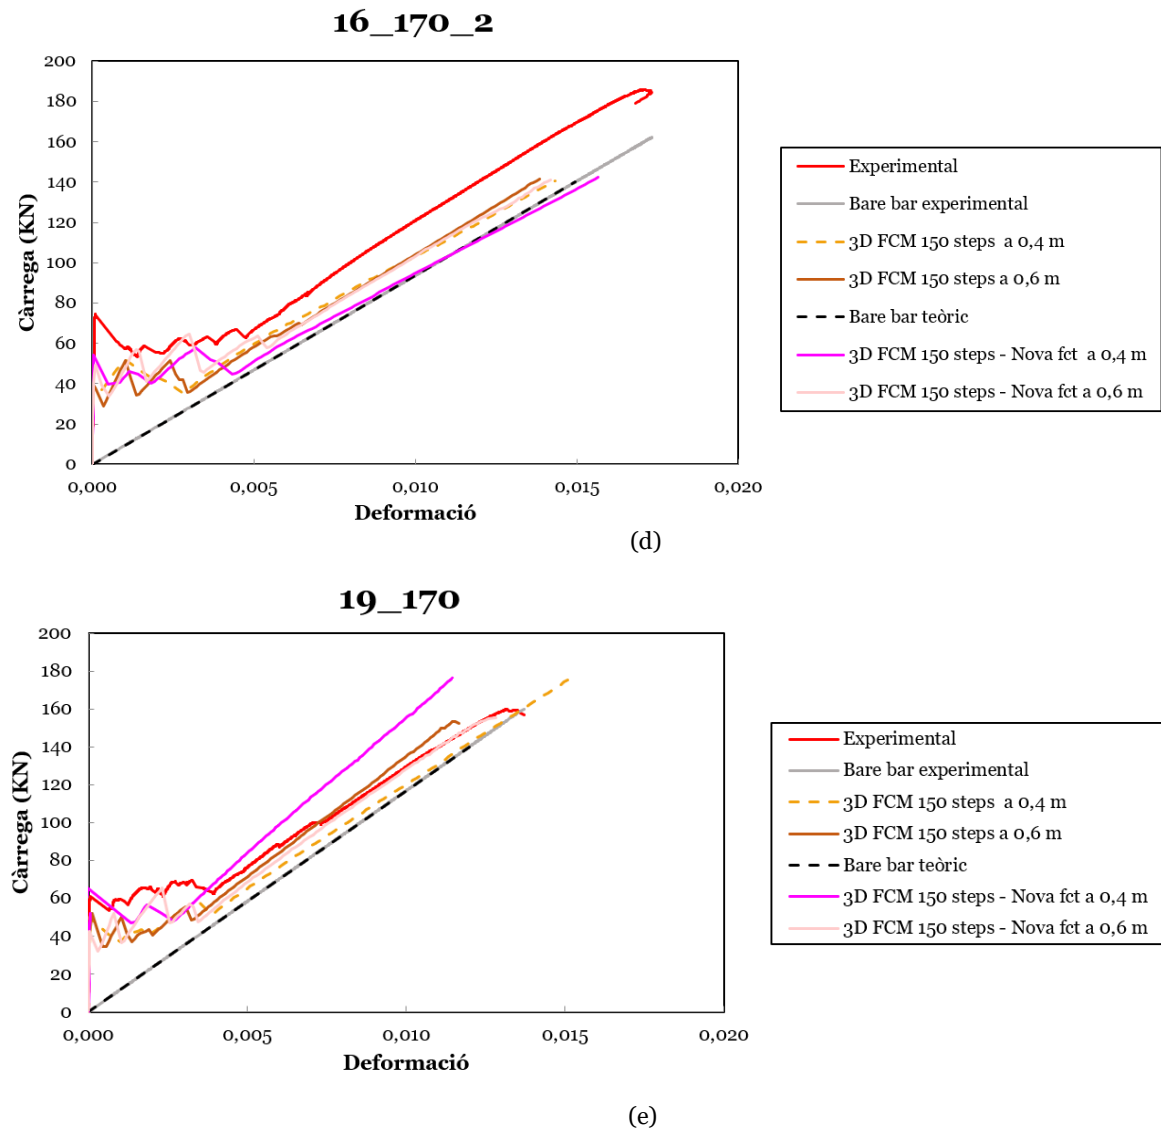 16_170_2
200
180
160
140
120
100
80
60
40
20
0
Càrrega (KN)
0,000 0,005 0,010 0,015 0,020
Deformació
Experimental
Bare bar experimental
3D FCM 150 steps a 0,4 m
3D FCM 150 steps a 0,6 m
Bare bar teòric
3D FCM 150 steps - Nova fct a 0,4 m
3D FCM 150 steps - Nova fct a 0,6 m
(d)
19_170
200
180
160
140
120
100
80
60
40
20
0
Càrrega (KN)
0,000 0,005 0,010 0,015 0,020
Deformació
Experimental
Bare bar experimental
3D FCM 150 steps a 0,4 m
3D FCM 150 steps a 0,6 m
Bare bar teòric
3D FCM 150 steps - Nova fct a 0,4 m
3D FCM 150 steps - Nova fct a 0,6 m
(e)